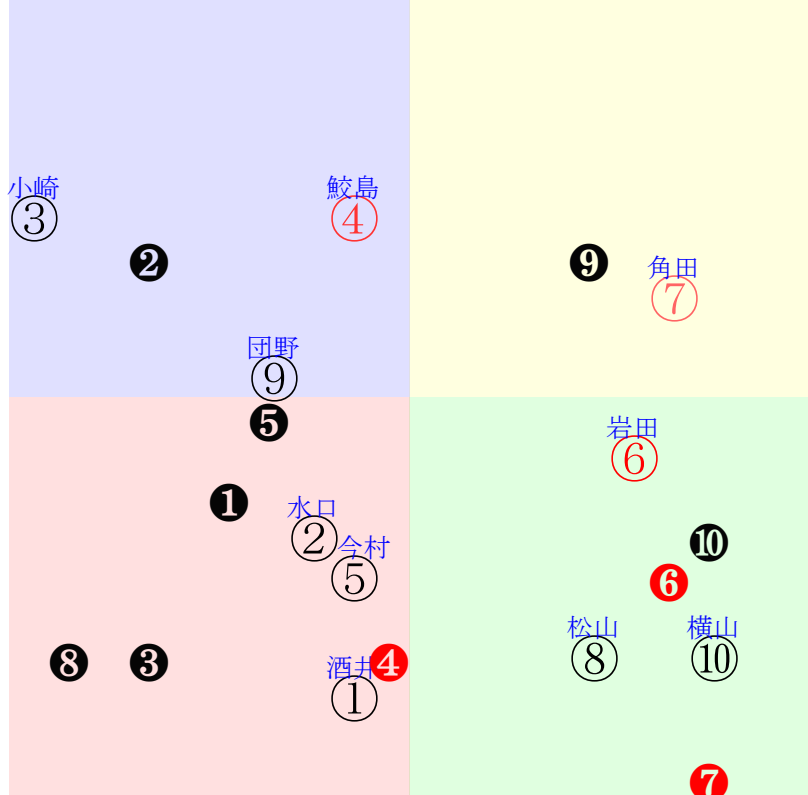 小崎
③
鮫島
④
❷
❾
角田
⑦
団野
⑨
❺
岩田
⑥
❶
水口
②
今村
⑤
❿
❻
松山
⑧
横山
⑩
❽
❸
酒井
①
❹
❼